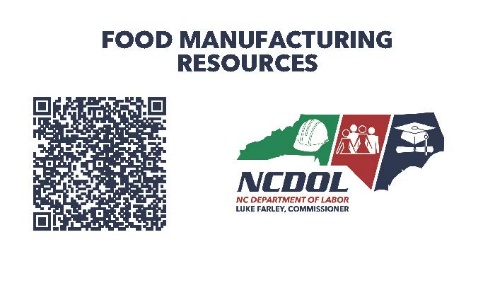 FOOD MANUFACTURING
RESOURCES
NCDOL
NC DEPARTMENT OF LABOR
LUKE FARLEY, COMMISSIONER